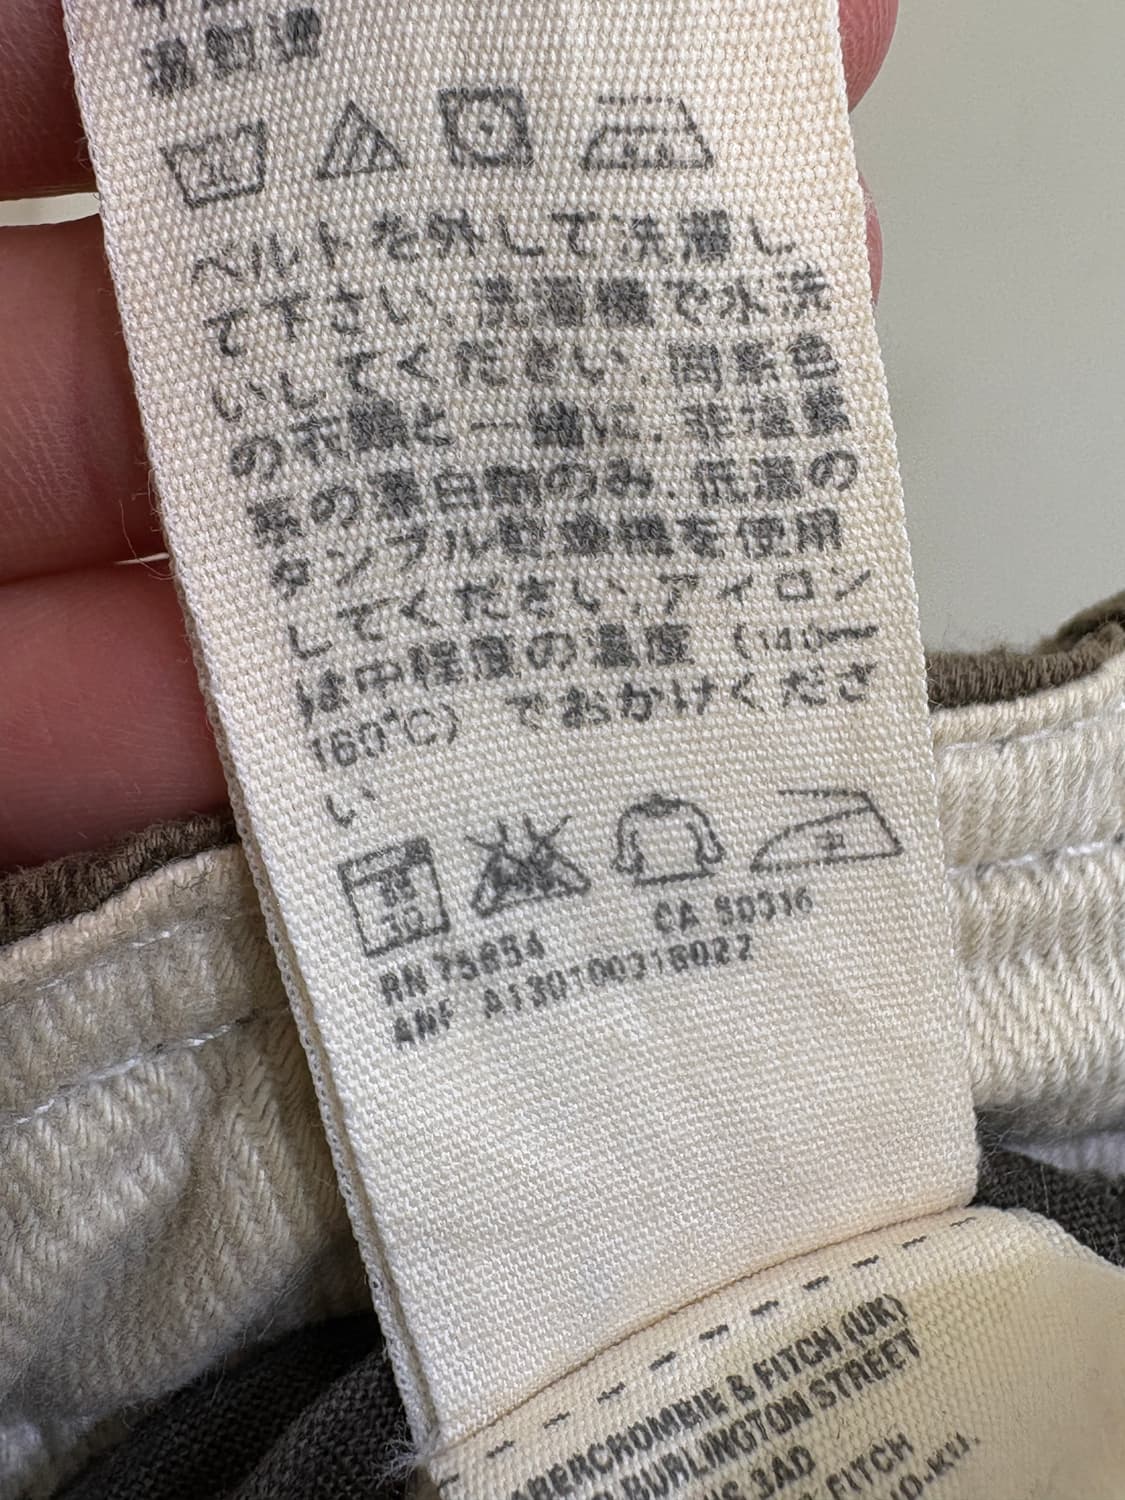 ベルトを外して洗濯し
て下さい. 洗濯機で水洗
いしてください. 同系色
の衣類と一緒に. 非塩素
系の漂白剤のみ. 低温の
タンブル乾燥機を使用
してください. アイロン
は中程度の温度 (140~
160℃) でおかけくださ
い
30
RN 75654 CA 50016
ANF
ABERCROMBIE & FITCH (UK)
BURLINGTON STREET
3AD
FITCH